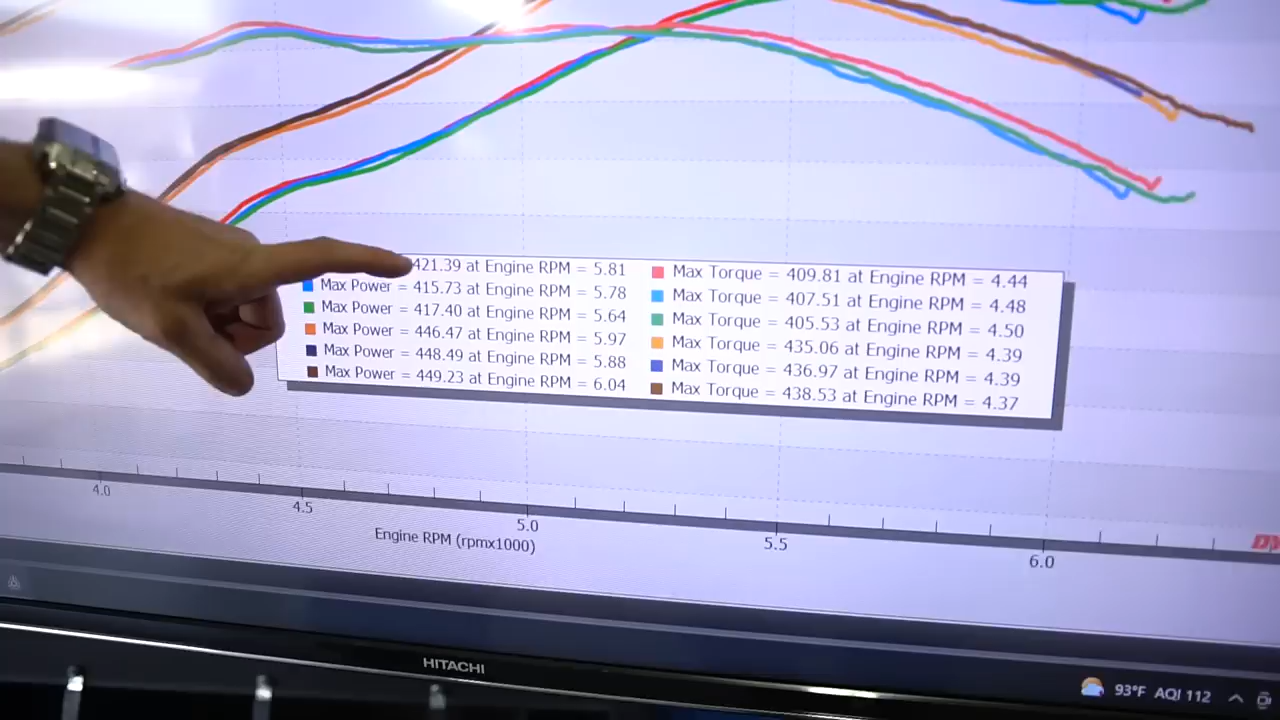 421.39 at Engine RPM = 5.81
Max Power = 415.73 at Engine RPM = 5.78
Max Power = 417.40 at Engine RPM = 5.64
Max Power = 446.47 at Engine RPM = 5.97
Max Power = 448.49 at Engine RPM = 5.88
Max Power = 449.23 at Engine RPM = 6.04
Max Torque = 409.81 at Engine RPM = 4.44
Max Torque = 407.51 at Engine RPM = 4.48
Max Torque = 405.53 at Engine RPM = 4.50
Max Torque = 435.06 at Engine RPM = 4.39
Max Torque = 436.97 at Engine RPM = 4.39
Max Torque = 438.53 at Engine RPM = 4.37
4.0 4.5 5.0 5.5 6.0
Engine RPM (rpmx1000)
HITACHI
93°F AQI 112